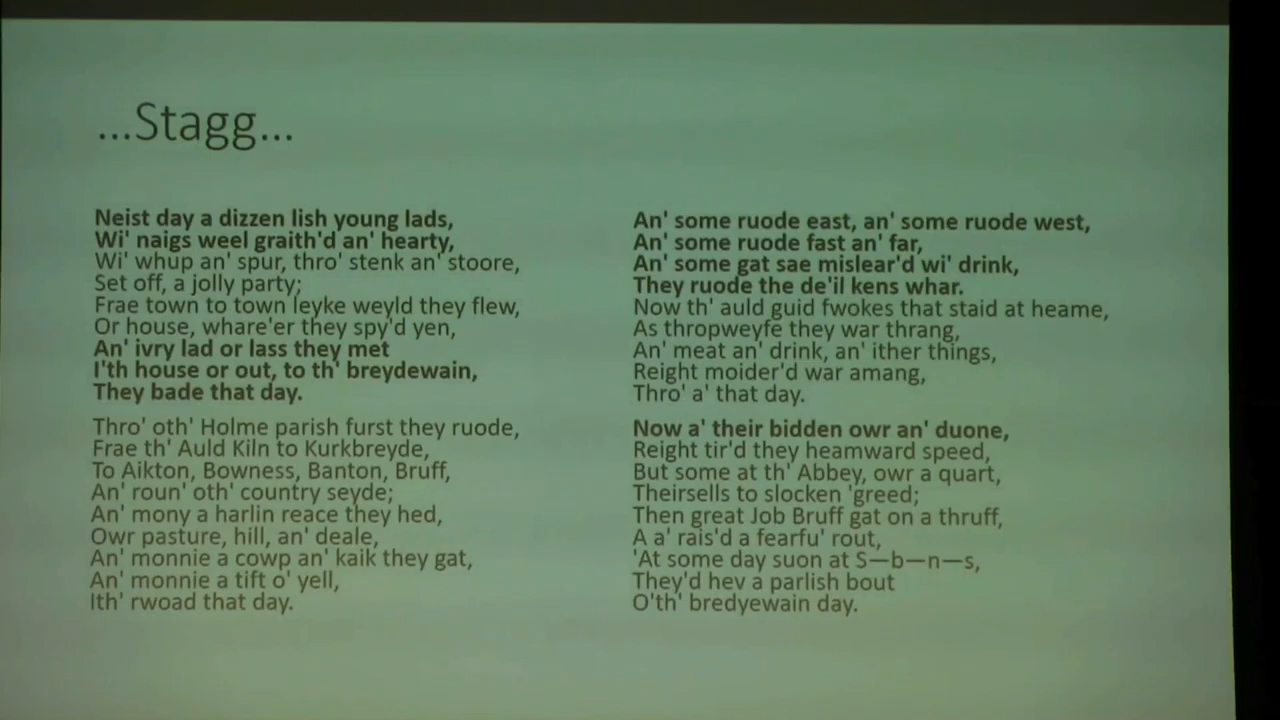 ...Stagg...
Neist day a dizzen lish young lads,
Wi' naigs weel graith'd an' hearty,
Wi' whup an' spur, thro' stenk an' stoore,
Set off, a jolly party;
Frae town to town leyke weyld they flew,
Or house, whare'er they spy'd yen,
An' ivry lad or lass they met
I'th house or out, to th' breydewain,
They bade that day.
Thro' oth' Holme parish furst they ruode,
Frae th' Auld Kiln to Kurkbreyde,
To Aikton, Bowness, Banton, Bruff,
An' roun' oth' country seyde;
An' mony a harlin reace they hed,
Owr pasture, hill, an' deale,
An' monnie a cowp an' kaik they gat,
An' monnie a tift o' yell,
Ith' rwoad that day.
An' some ruode east, an' some ruode west,
An' some ruode fast an' far,
An' some gat sae mislear'd wi' drink,
They ruode the de'il kens whar.
Now th' auld guid fwokes that staid at heame,
As thropweyfe they war thrang,
An' meat an' drink, an' ither things,
Reight moider'd war amang,
Thro' a' that day.
Now a' their bidden owr an' duone,
Reight tir'd they heamward speed,
But some at th' Abbey, owr a quart,
Theirsells to slocken 'greed;
Then great Job Bruff gat on a thruff,
A a' rais'd a fearfu' rout,
'At some day suon at S—b—n—s,
They'd hev a parlish bout
O'th' bredyewain day.